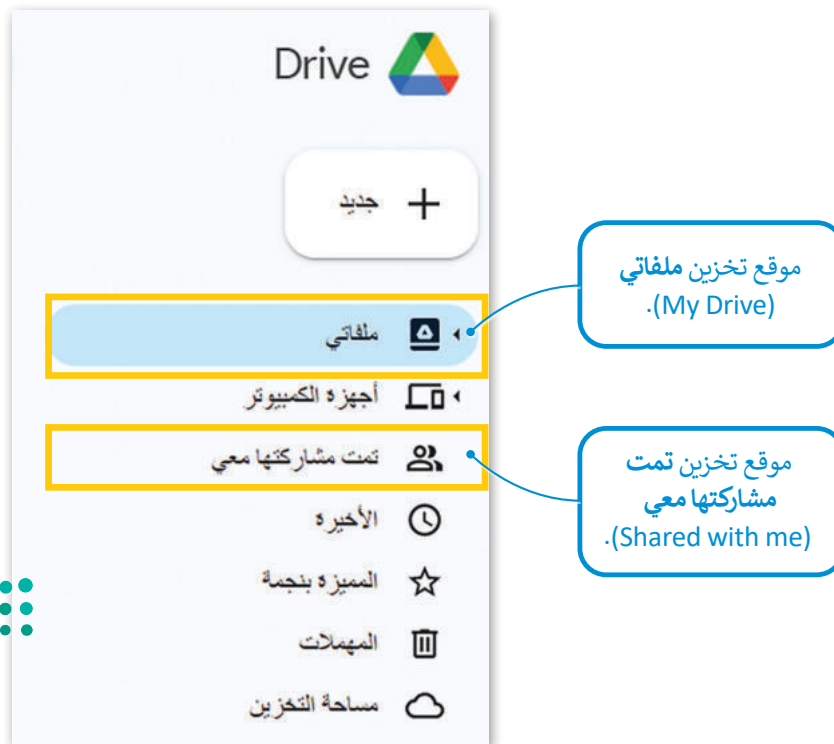 Drive
جديد
ملفاتي
أجهزة الكمبيوتر
تمت مشاركتها معي
الأخيرة
المميزة بنجمة
المهملات
مساحة التخزين
موقع تخزين ملفاتي
(My Drive).
موقع تخزين تمت
مشاركتها معي
(Shared with me).